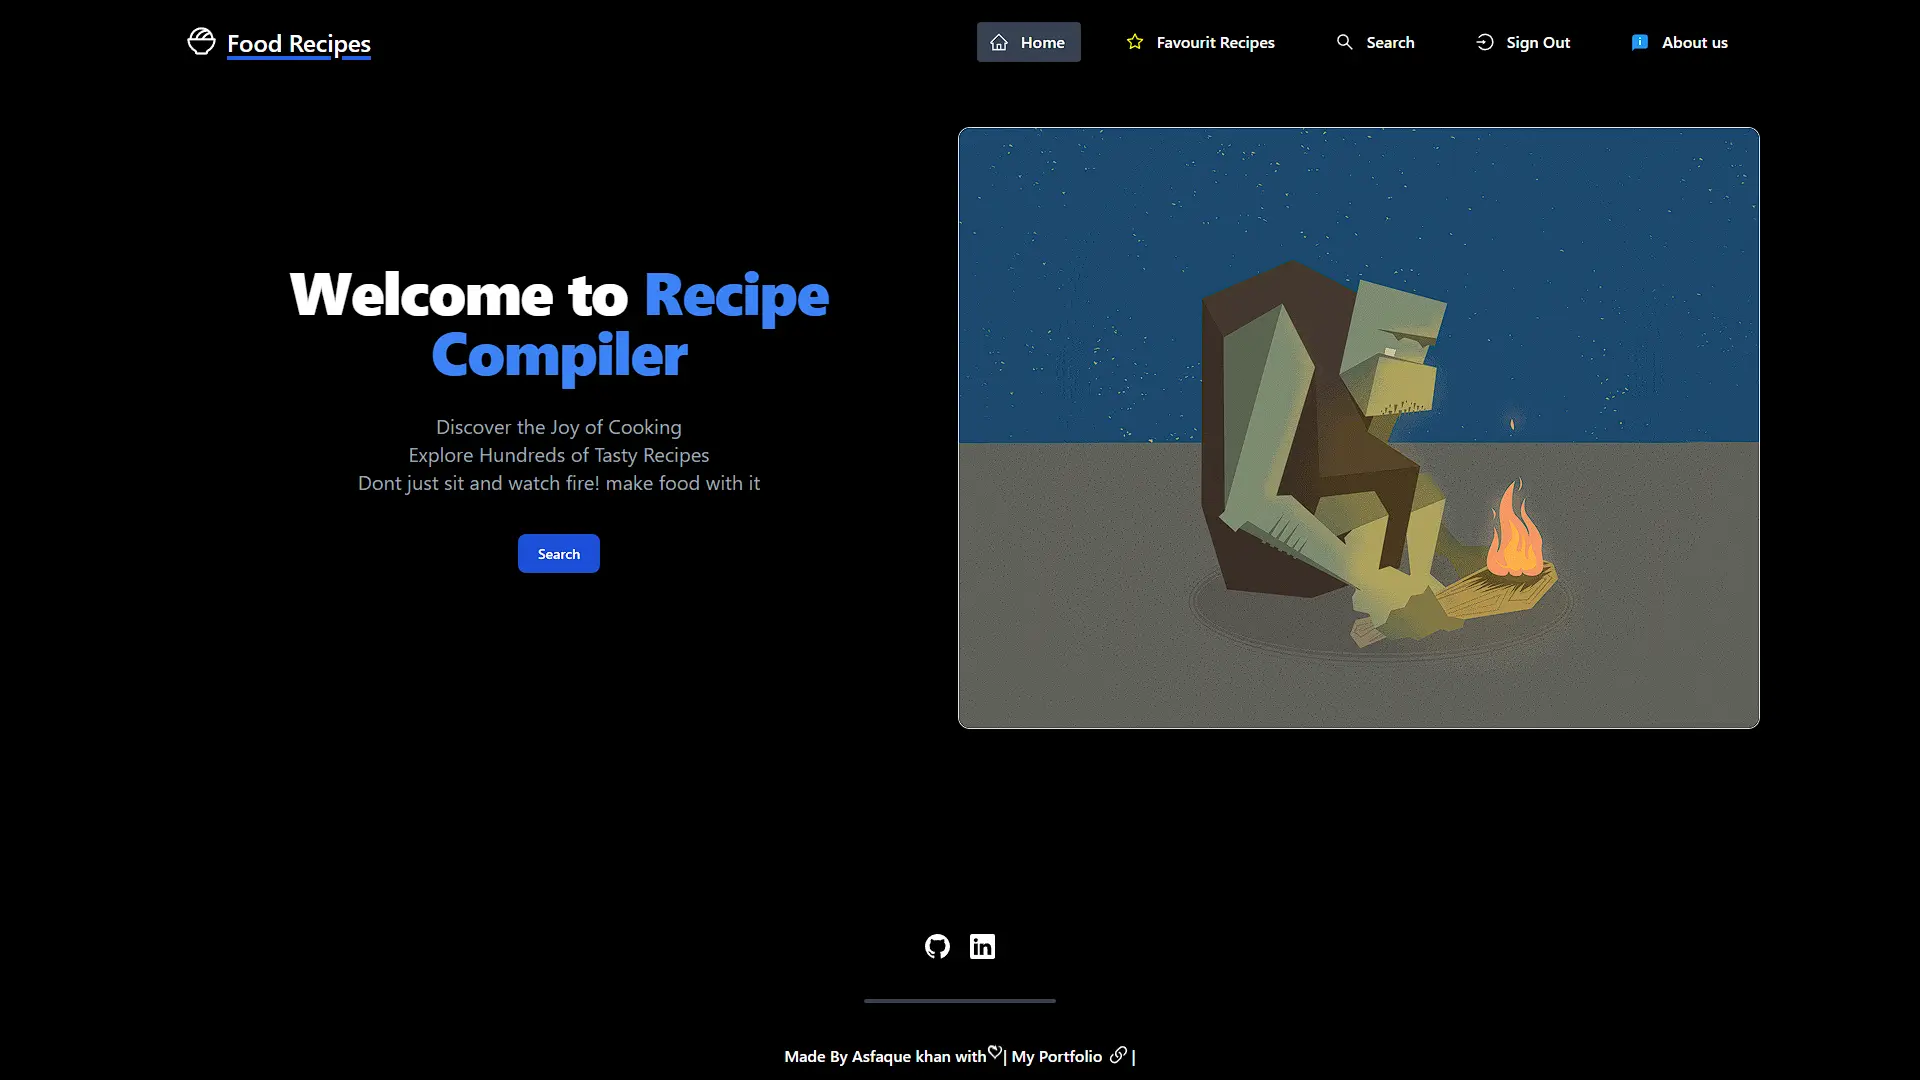 Food Recipes
Home
Favourit Recipes
Search
Sign Out
About us
Welcome to Recipe
Compiler
Discover the Joy of Cooking
Explore Hundreds of Tasty Recipes
Dont just sit and watch fire! make food with it
Search
Made By Asfaque khan with | My Portfolio |